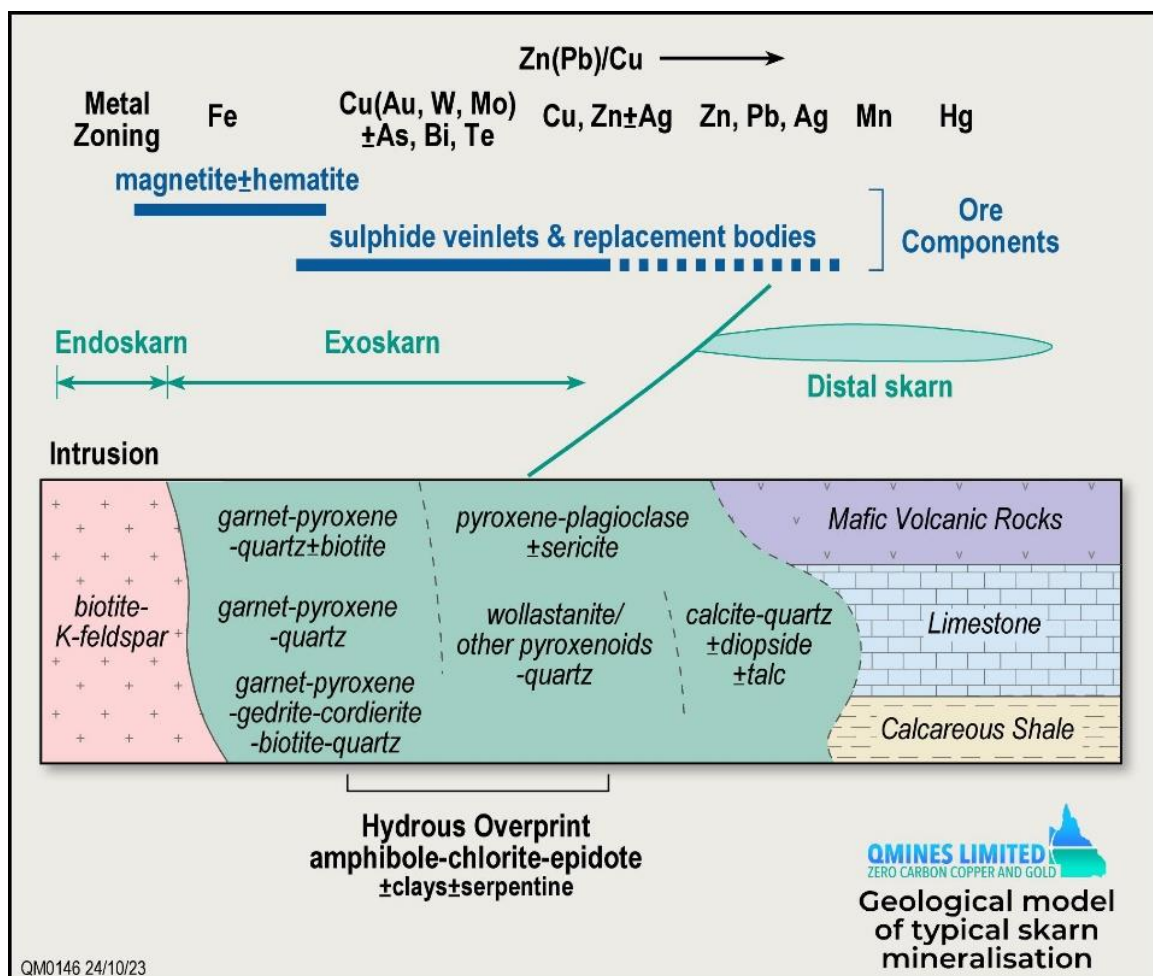 Zn(Pb)/Cu
Metal
Zoning
Fe
Cu(Au, W, Mo)
±As, Bi, Te
Cu, Zn±Ag
Zn, Pb, Ag
Mn
Hg
magnetite±hematite
sulphide veinlets & replacement bodies
Ore
Components
Endoskarn
Exoskarn
Distal skarn
Intrusion
biotite-
K-feldspar
garnet-pyroxene
-quartz±biotite
garnet-pyroxene
-quartz
garnet-pyroxene
-gedrite-cordierite
-biotite-quartz
pyroxene-plagioclase
±sericite
wollastanite/
other pyroxenoids
-quartz
calcite-quartz
±diopside
±talc
Mafic Volcanic Rocks
Limestone
Calcareous Shale
Hydrous Overprint
amphibole-chlorite-epidote
±clays±serpentine
QMINES LIMITED
ZERO CARBON COPPER AND GOLD
Geological model
of typical skarn
mineralisation
QM0146 24/10/23